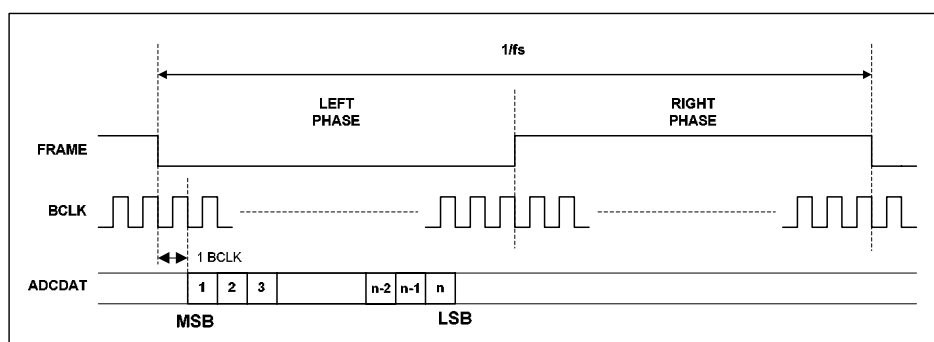 1/fs
LEFT
PHASE
RIGHT
PHASE
FRAME
BCLK
1 BCLK
ADCDAT
1 2 3 n-2 n-1 n
MSB
LSB